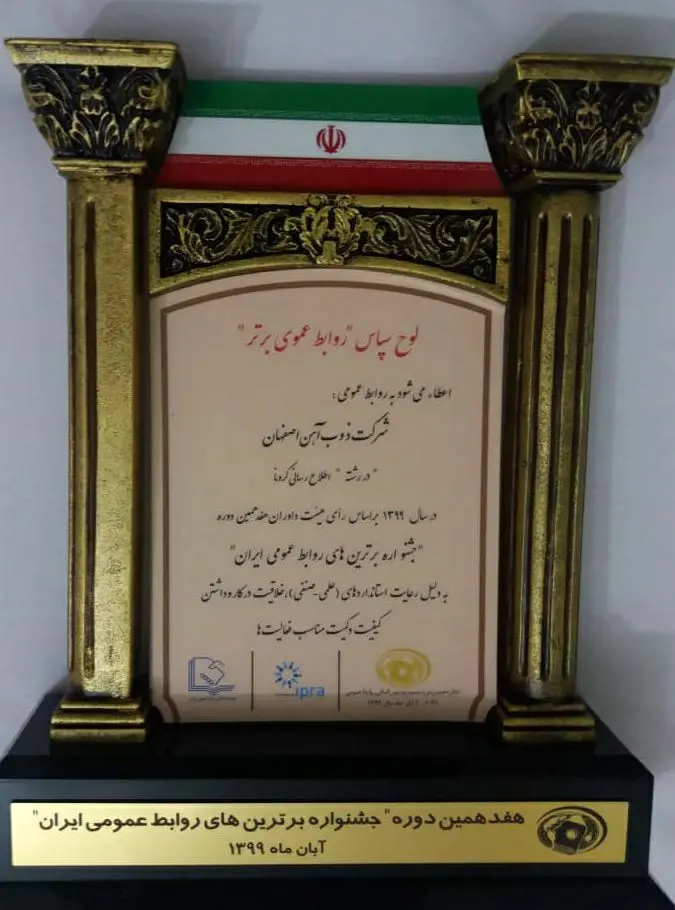 لوح سپاس "روابط عموی برتر"
اعطاء می شود به روابط عمومی :
شرکت ذوب آهن اصفهان
"در رشته" اطلاع رسانی کرونا
در سال ۱۳۹۹ براساس رأی هیئت داوران هفدهمین دوره
"جشنواره برترین های روابط عمومی ایران"
به دلیل رعایت استانداردهای (علمی-صنفی)،خلاقیت در کار و داشتن
کیفیت و کمیت مناسب فعالیت ها
ipra
هفدهمین دوره "جشنواره برترین های روابط عمومی ایران"
آبان ماه ۱۳۹۹